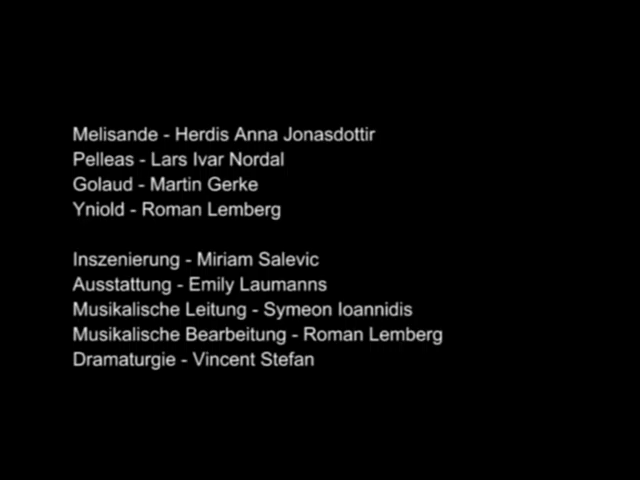 Melisande - Herdis Anna Jonasdottir
Pelleas - Lars Ivar Nordal
Golaud - Martin Gerke
Yniold - Roman Lemberg
Inszenierung - Miriam Salevic
Ausstattung - Emily Laumanns
Musikalische Leitung - Symeon Ioannidis
Musikalische Bearbeitung - Roman Lemberg
Dramaturgie - Vincent Stefan